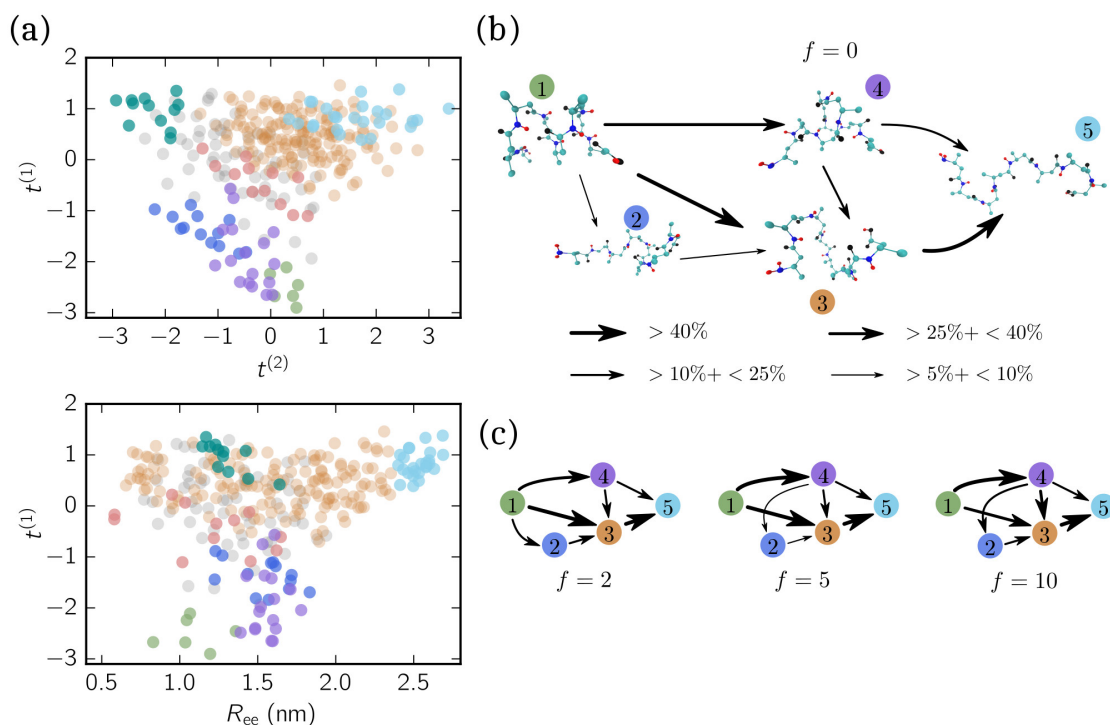 (a)
2
1
0
−1
−2
−3
t(1)
−3 −2 −1 0 1 2 3
t(2)
2
1
0
−1
−2
−3
t(1)
0.5 1.0 1.5 2.0 2.5
Ree (nm)
(b)
f = 0
1
4
5
2
3
> 40% > 25%+ < 40%
> 10%+ < 25% > 5%+ < 10%
(c)
1 4 5 2 3
f = 2
1 4 5 2 3
f = 5
1 4 5 2 3
f = 10